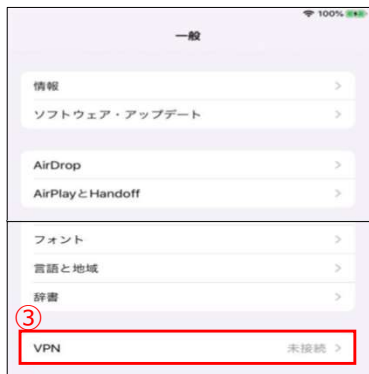 100%
一般
情報
ソフトウェア・アップデート
AirDrop
AirPlayとHandoff
フォント
言語と地域
辞書
③
VPN 未接続